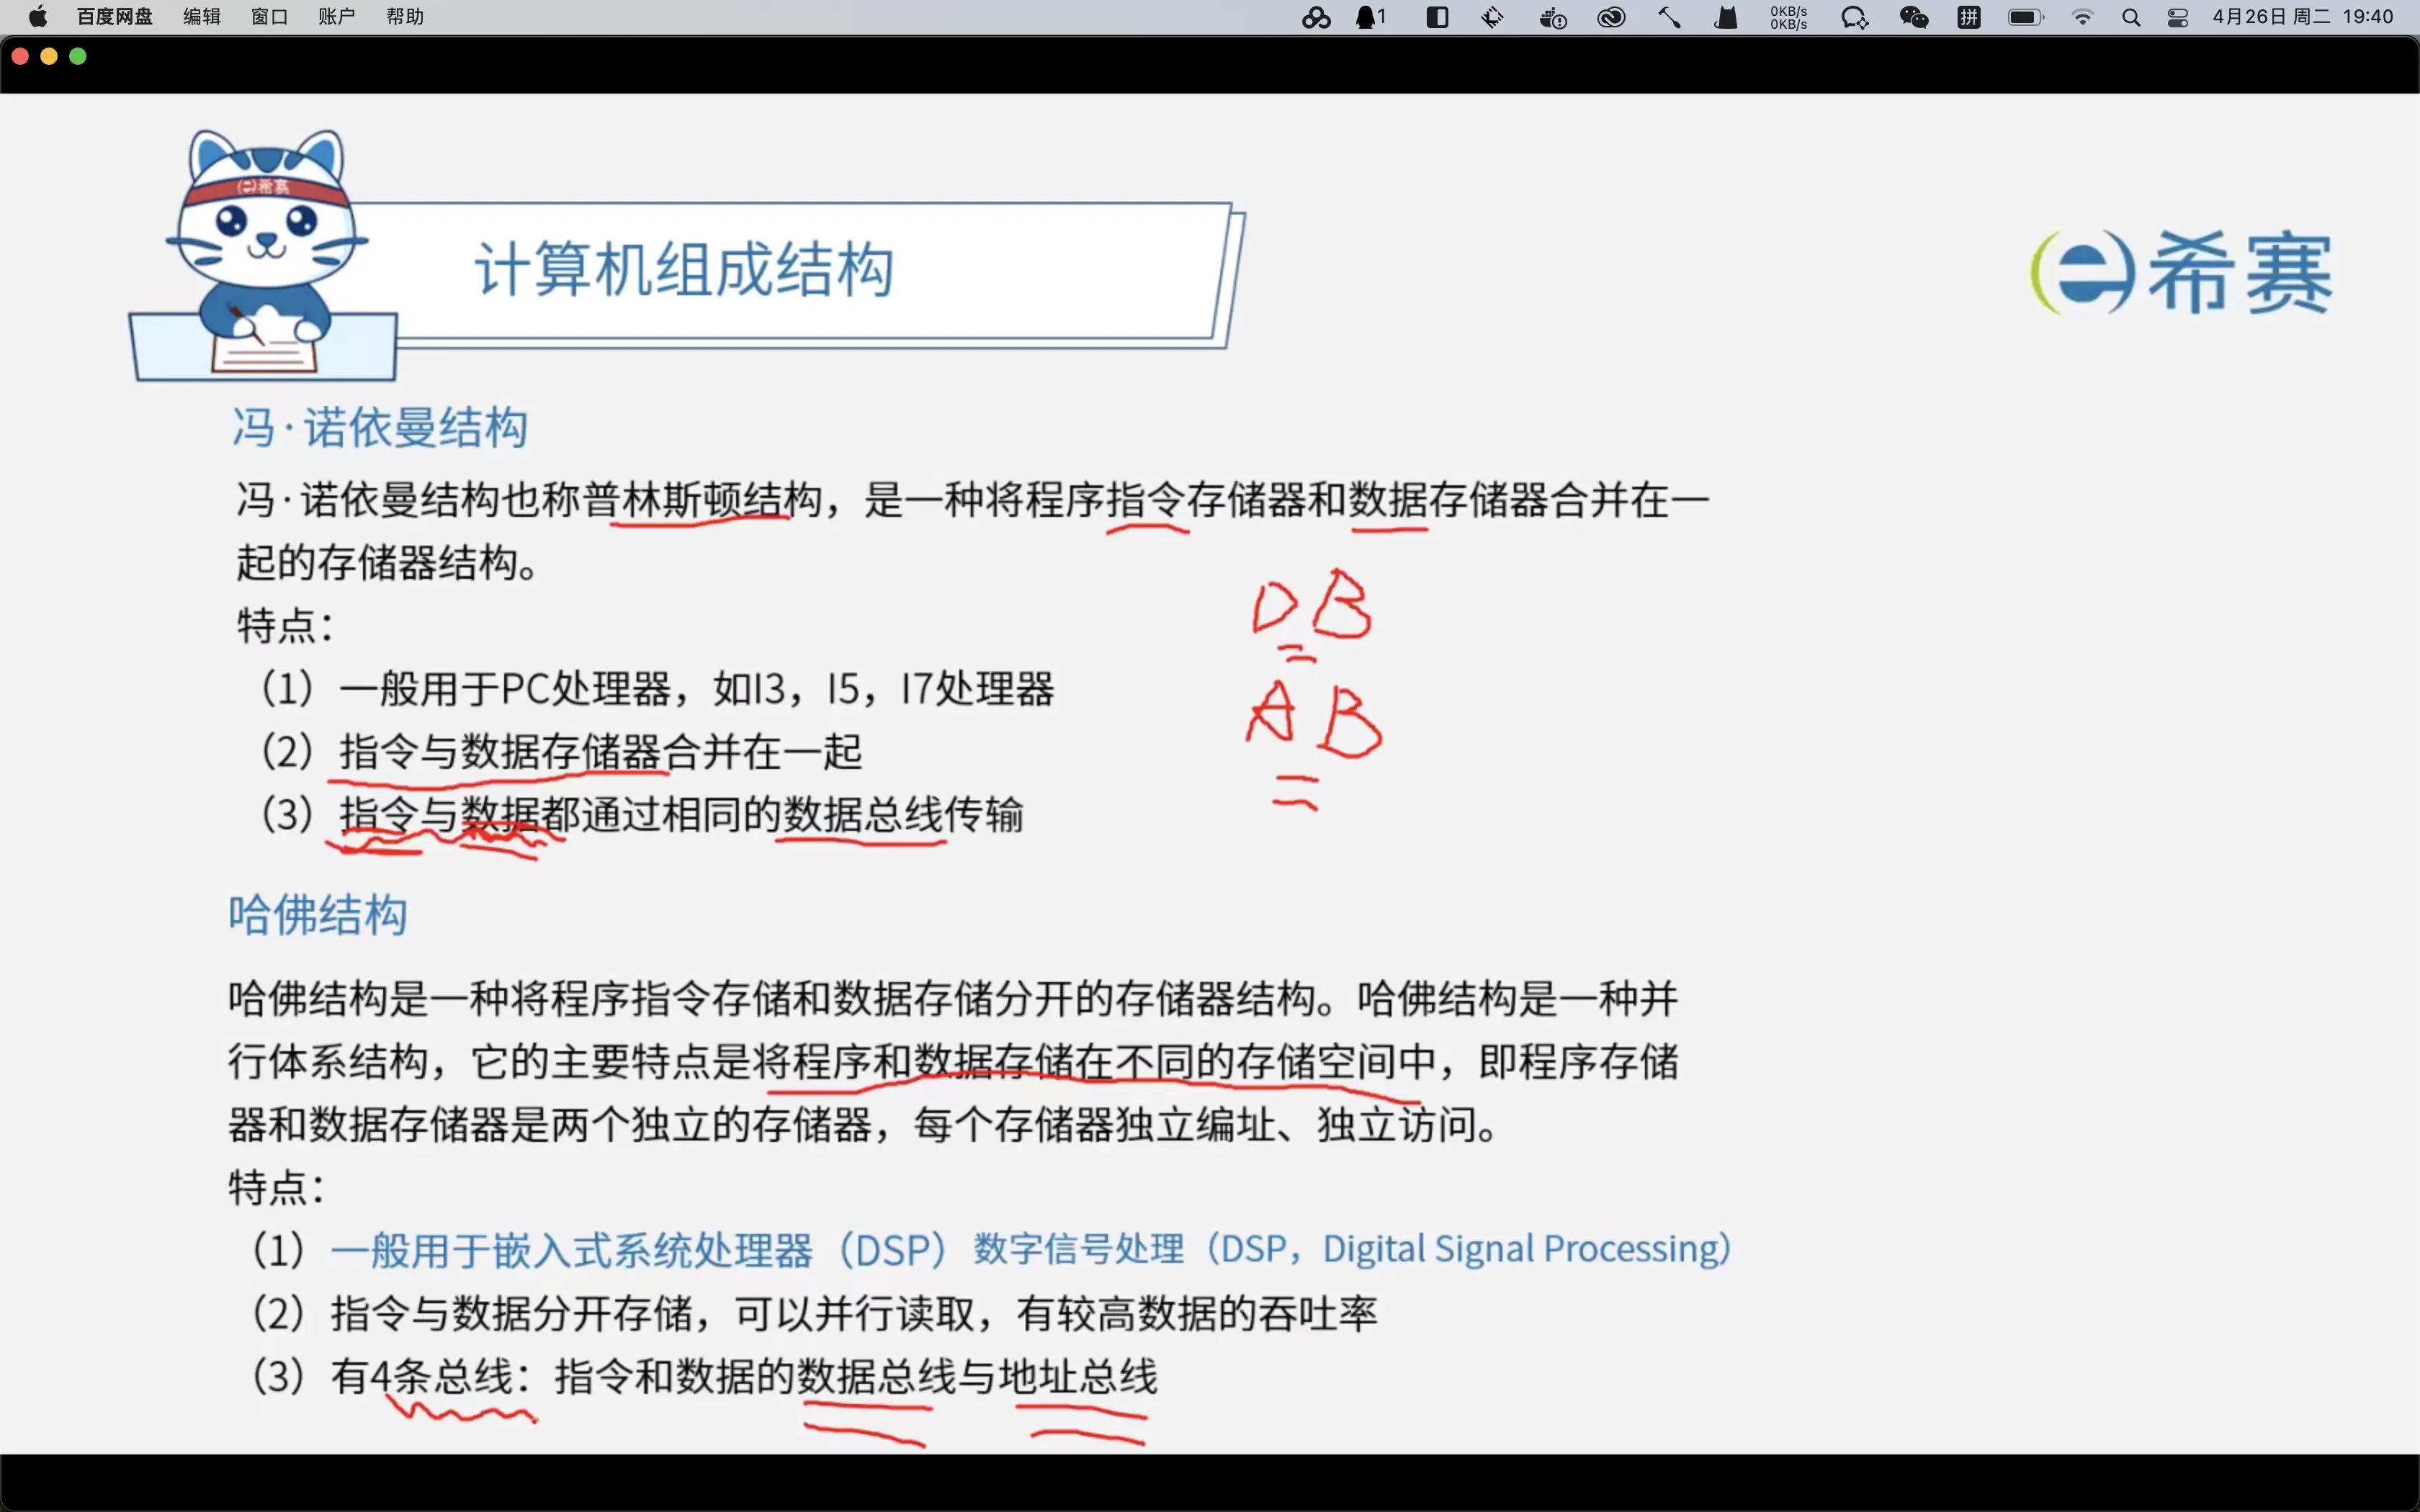 百度网盘 编辑 窗口 账户 帮助 1 0KB/s 0KB/s 拼 4月26日 周二 19:40
希赛
计算机组成结构
希赛
冯·诺依曼结构
冯·诺依曼结构也称普林斯顿结构，是一种将程序指令存储器和数据存储器合并在一
起的存储器结构。
DB
特点：
（1）一般用于PC处理器，如I3，I5，I7处理器
AB
（2）指令与数据存储器合并在一起
（3）指令与数据都通过相同的数据总线传输
哈佛结构
哈佛结构是一种将程序指令存储和数据存储分开的存储器结构。哈佛结构是一种并
行体系结构，它的主要特点是将程序和数据存储在不同的存储空间中，即程序存储
器和数据存储器是两个独立的存储器，每个存储器独立编址、独立访问。
特点：
（1）一般用于嵌入式系统处理器（DSP）数字信号处理（DSP，Digital Signal Processing）
（2）指令与数据分开存储，可以并行读取，有较高数据的吞吐率
（3）有4条总线：指令和数据的数据总线与地址总线